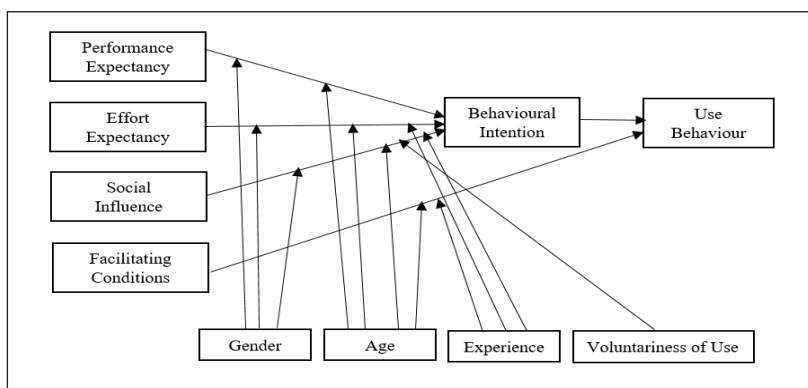 Performance
Expectancy
Effort
Expectancy
Behavioural
Intention
Use
Behaviour
Social
Influence
Facilitating
Conditions
Gender
Age
Experience
Voluntariness of Use